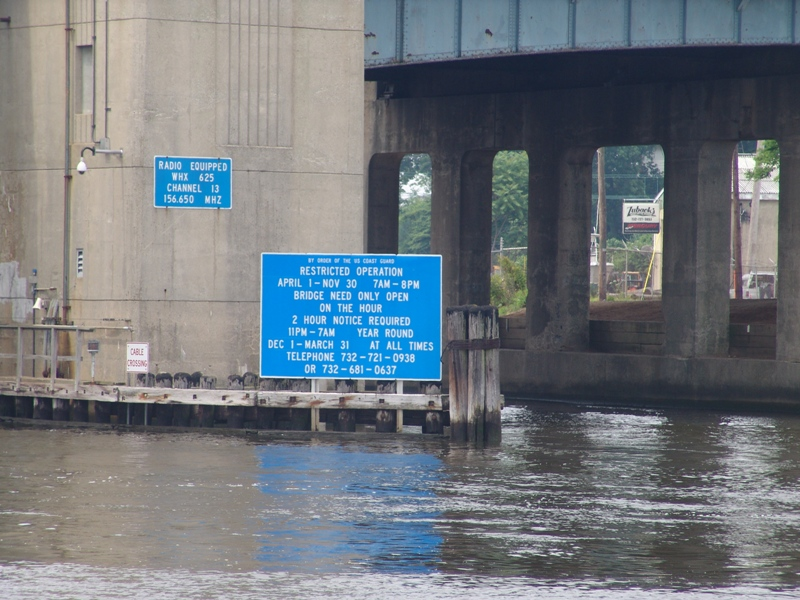 RADIO EQUIPPED
WHX 625
CHANNEL 13
156.650 MHZ
BY ORDER OF THE US COAST GUARD
RESTRICTED OPERATION
APRIL 1-NOV 30 7AM-8PM
BRIDGE NEED ONLY OPEN
ON THE HOUR
2 HOUR NOTICE REQUIRED
11PM-7AM YEAR ROUND
DEC 1-MARCH 31 AT ALL TIMES
TELEPHONE 732-721-0938
OR 732-681-0637
CABLE
CROSSING